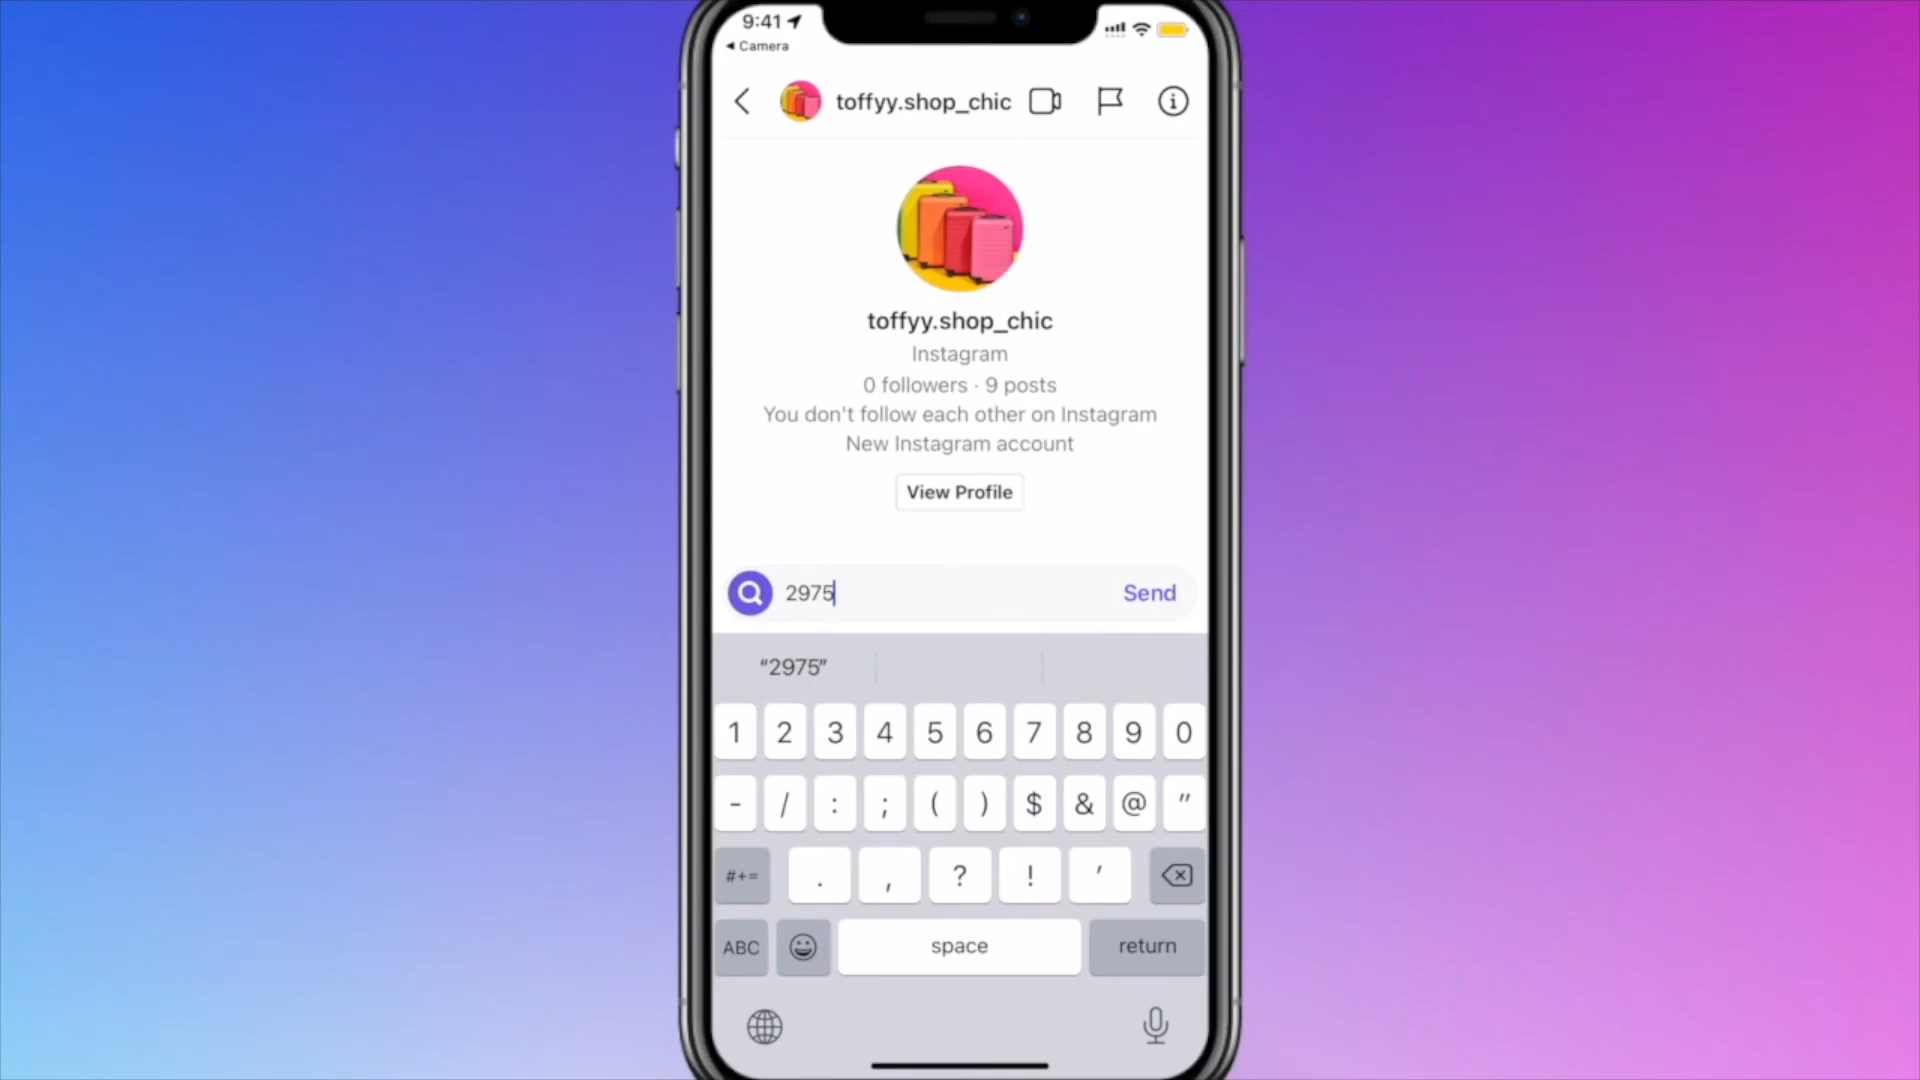 9:41
◀ Camera
toffyy.shop_chic
toffyy.shop_chic
Instagram
0 followers · 9 posts
You don't follow each other on Instagram
New Instagram account
View Profile
2975 Send
“2975”
1 2 3 4 5 6 7 8 9 0
- / : ; ( ) $ & @ "
#+= . , ? ! '
ABC space return